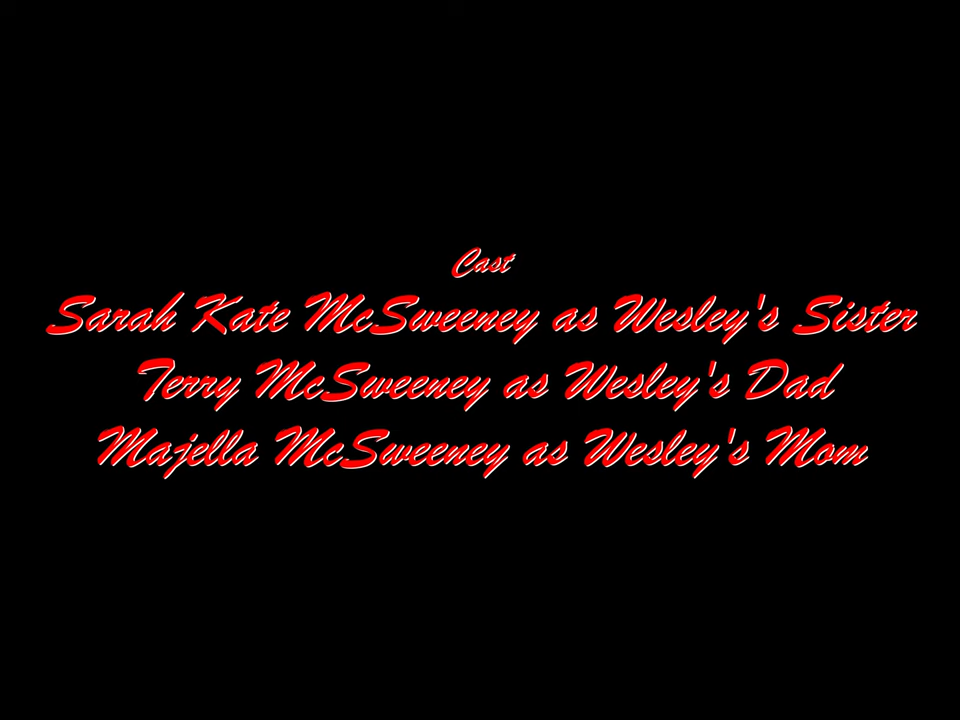 Cast
Sarah Kate McSweeney as Wesley's Sister
Terry McSweeney as Wesley's Dad
Majella McSweeney as Wesley's Mom